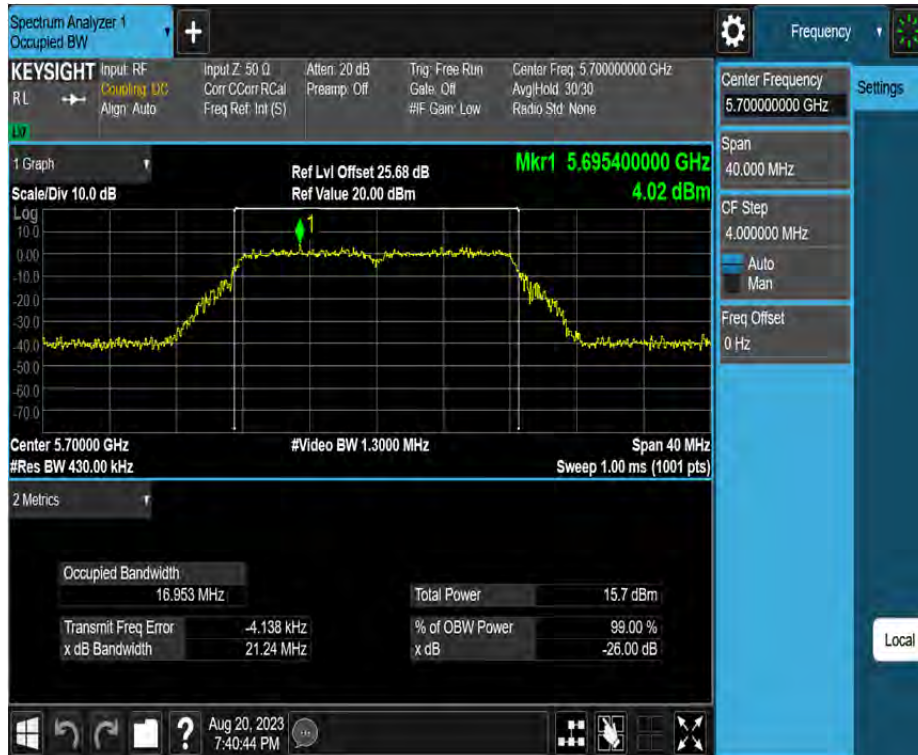 Spectrum Analyzer 1
Occupied BW
Frequency
KEYSIGHT
RL
Input: RF
Coupling: DC
Align: Auto
Input Z: 50 Ω
Corr CCorr RCal
Freq Ref: Int (S)
Atten: 20 dB
Preamp: Off
Trig: Free Run
Gate: Off
#IF Gain: Low
Center Freq: 5.700000000 GHz
Avg|Hold: 30/30
Radio Std: None
Center Frequency
5.700000000 GHz
Settings
Span
40.000 MHz
CF Step
4.000000 MHz
Auto
Man
Freq Offset
0 Hz
1 Graph
Scale/Div 10.0 dB
Ref Lvl Offset 25.68 dB
Ref Value 20.00 dBm
Mkr1 5.695400000 GHz
4.02 dBm
Log
10.0
0.00
-10.0
-20.0
-30.0
-40.0
-50.0
-60.0
-70.0
1
Center 5.70000 GHz
#Res BW 430.00 kHz
#Video BW 1.3000 MHz
Span 40 MHz
Sweep 1.00 ms (1001 pts)
2 Metrics
Occupied Bandwidth
16.953 MHz
Transmit Freq Error -4.138 kHz
x dB Bandwidth 21.24 MHz
Total Power 15.7 dBm
% of OBW Power 99.00 %
x dB -26.00 dB
Local
?
Aug 20, 2023
7:40:44 PM